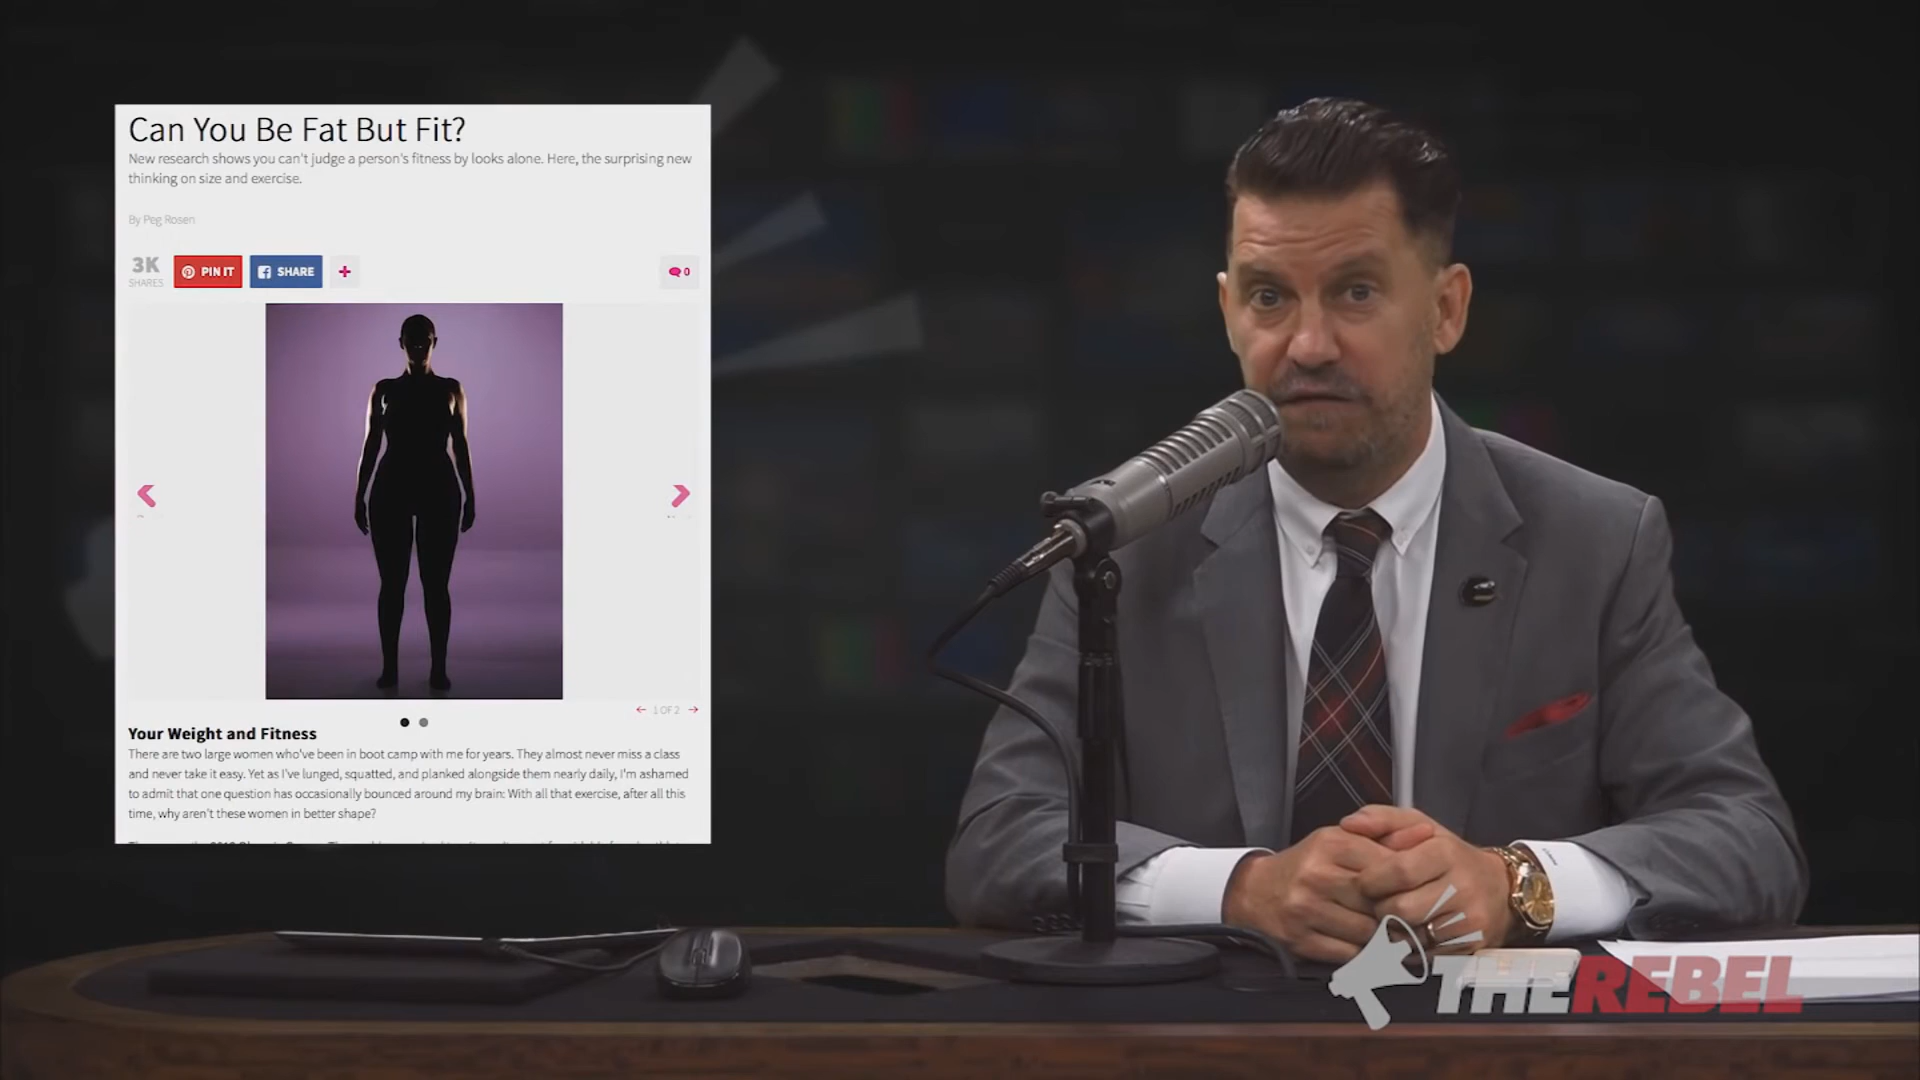 Can You Be Fat But Fit?
New research shows you can't judge a person's fitness by looks alone. Here, the surprising new
thinking on size and exercise.
By Peg Rosen
3K
SHARES
PIN IT
SHARE
+
0
1 OF 2
Your Weight and Fitness
There are two large women who've been in boot camp with me for years. They almost never miss a class
and never take it easy. Yet as I've lunged, squatted, and planked alongside them nearly daily, I'm ashamed
to admit that one question has occasionally bounced around my brain: With all that exercise, after all this
time, why aren't these women in better shape?
THEREBEL